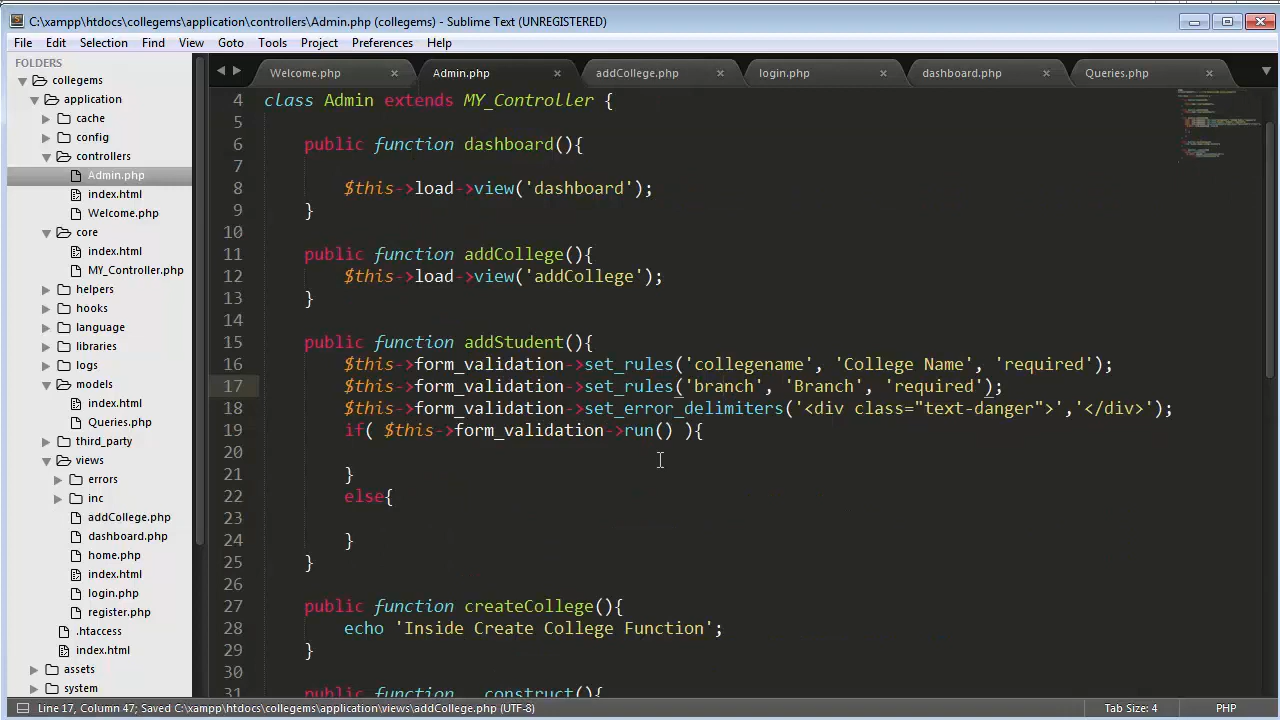 C:\xampp\htdocs\collegems\application\controllers\Admin.php (collegems) - Sublime Text (UNREGISTERED)
File Edit Selection Find View Goto Tools Project Preferences Help
FOLDERS
collegems
application
cache
config
controllers
Admin.php
index.html
Welcome.php
core
index.html
MY_Controller.php
helpers
hooks
language
libraries
logs
models
index.html
Queries.php
third_party
views
errors
inc
addCollege.php
dashboard.php
home.php
index.html
login.php
register.php
.htaccess
index.html
assets
system
Welcome.php Admin.php addCollege.php login.php dashboard.php Queries.php
4 class Admin extends MY_Controller {
5
6 public function dashboard(){
7
8 $this->load->view('dashboard');
9 }
10
11 public function addCollege(){
12 $this->load->view('addCollege');
13 }
14
15 public function addStudent(){
16 $this->form_validation->set_rules('collegename', 'College Name', 'required');
17 $this->form_validation->set_rules('branch', 'Branch', 'required');
18 $this->form_validation->set_error_delimiters('<div class="text-danger">','</div>');
19 if( $this->form_validation->run() ){
20
21 }
22 else{
23
24 }
25 }
26
27 public function createCollege(){
28 echo 'Inside Create College Function';
29 }
30
31 public function __construct(){
Line 17, Column 47; Saved C:\xampp\htdocs\collegems\application\views\addCollege.php (UTF-8) Tab Size: 4 PHP